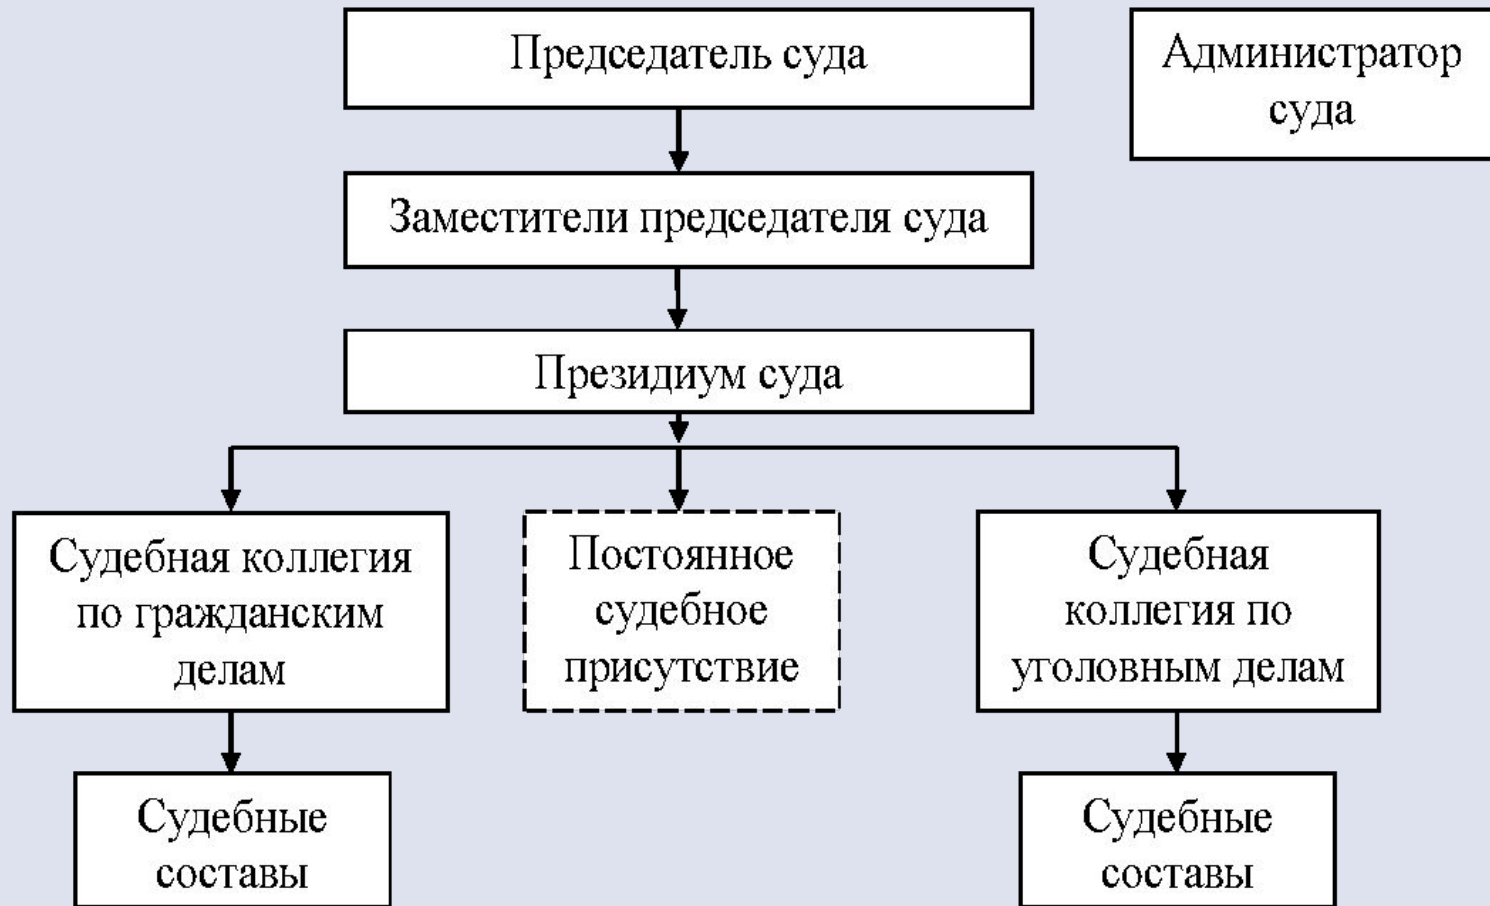 Председатель суда
Администратор
суда
Заместители председателя суда
Президиум суда
Судебная коллегия
по гражданским
делам
Постоянное
судебное
присутствие
Судебная
коллегия по
уголовным делам
Судебные
составы
Судебные
составы